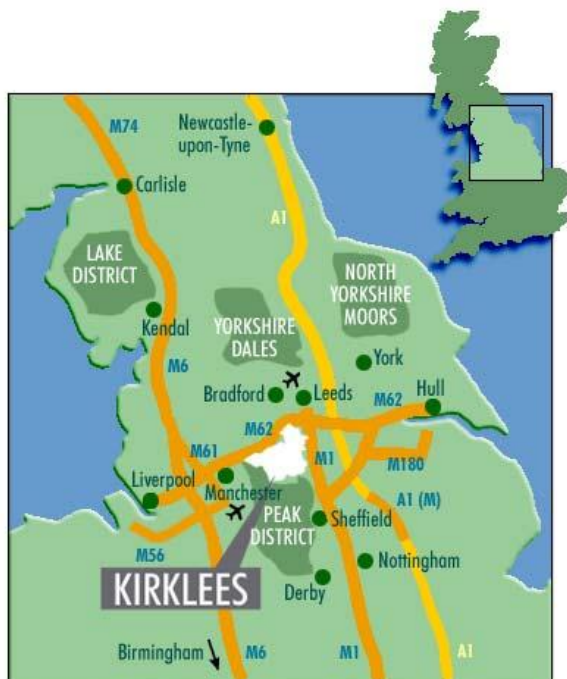 M74
Newcastle-
upon-Tyne
Carlisle
A1
LAKE
DISTRICT
NORTH
YORKSHIRE
MOORS
Kendal
YORKSHIRE
DALES
York
M6
Bradford
Leeds
M62
Hull
M62
M61
M1
M180
Liverpool
Manchester
A1 (M)
PEAK
DISTRICT
Sheffield
M56
Nottingham
KIRKLEES
Derby
Birmingham
M6
M1
A1